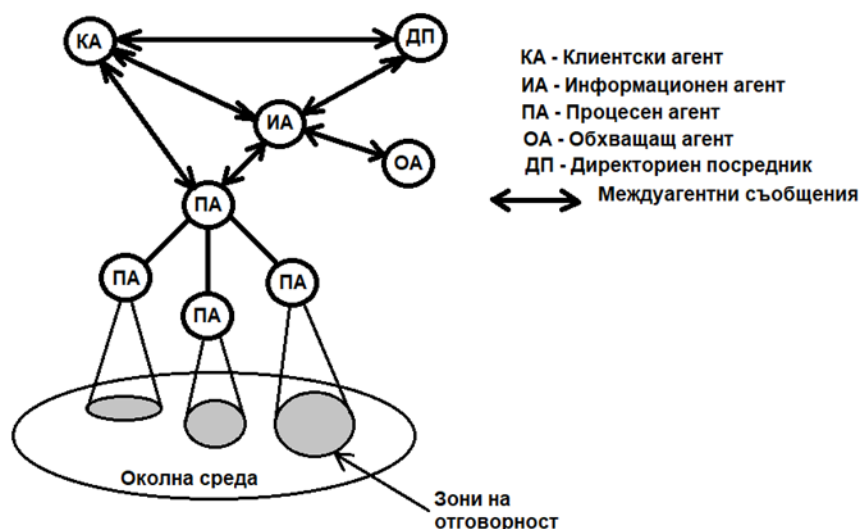 КА
ДП
ИА
ОА
ПА
ПА
ПА
ПА
КА - Клиентски агент
ИА - Информационен агент
ПА - Процесен агент
ОА - Обхващащ агент
ДП - Директориен посредник
Междуагентни съобщения
Околна среда
Зони на
отговорност